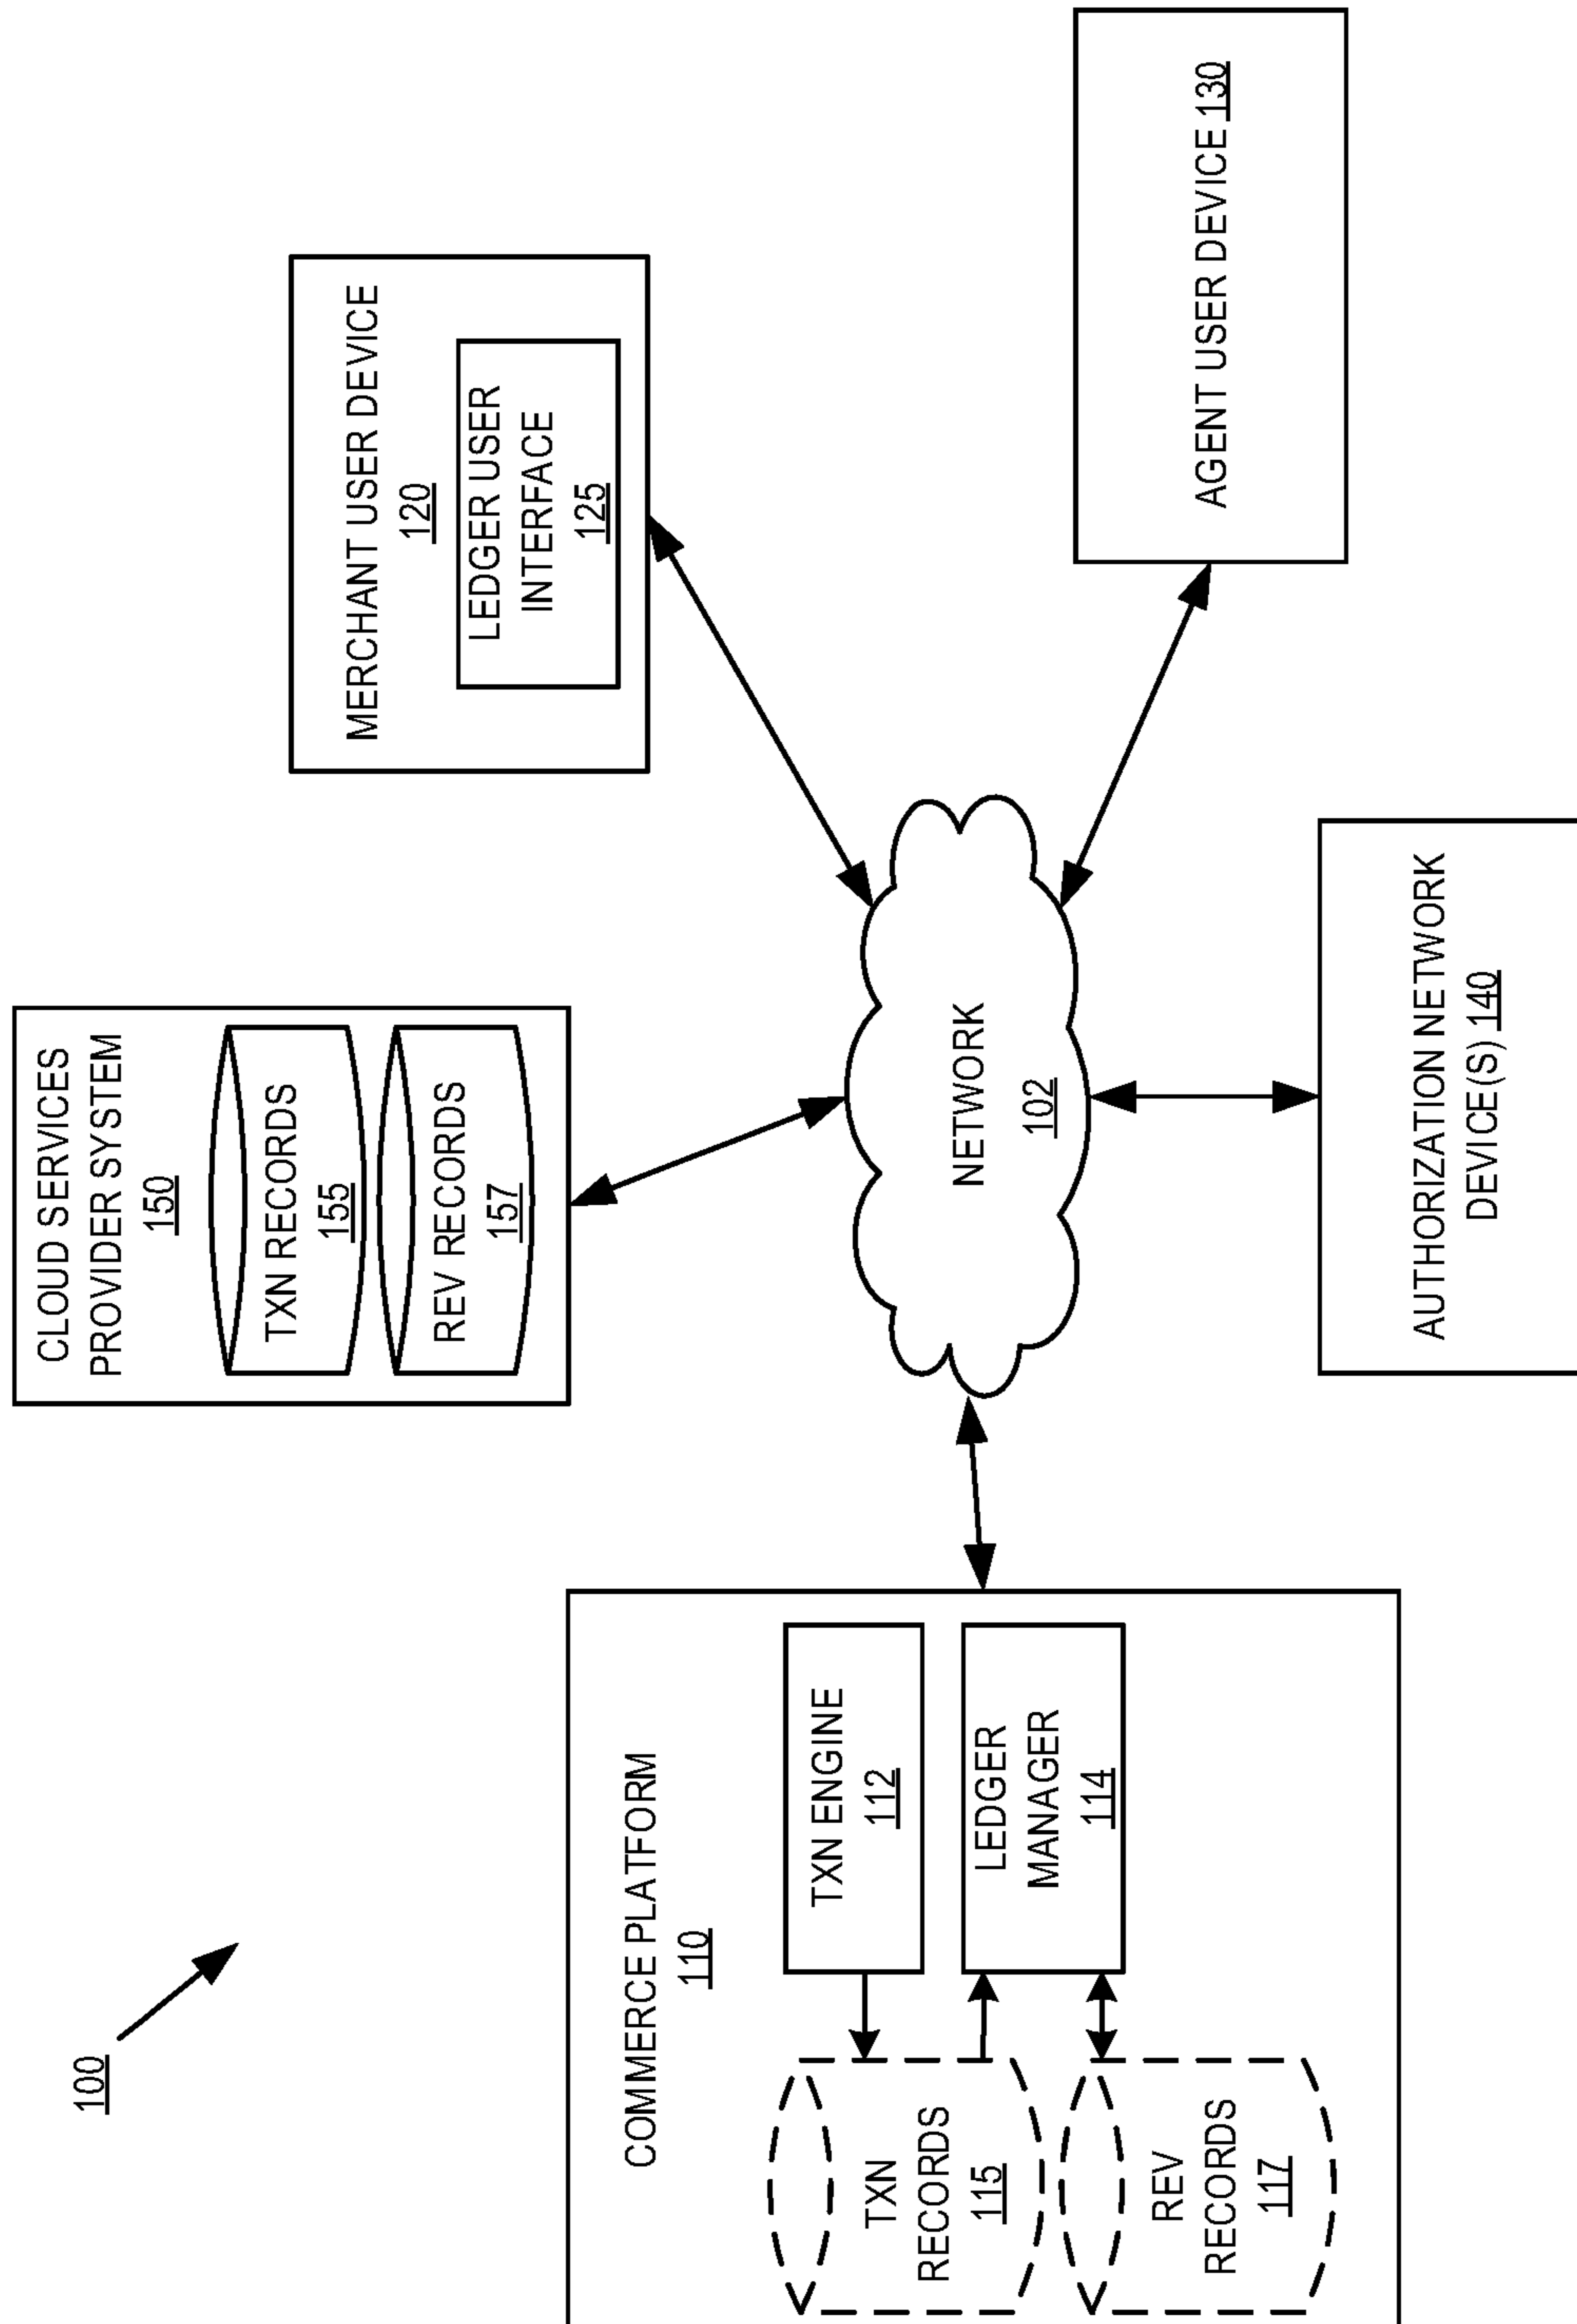 100
CLOUD SERVICES
PROVIDER SYSTEM
150
TXN RECORDS
155
REV RECORDS
157
MERCHANT USER DEVICE
120
LEDGER USER
INTERFACE
125
COMMERCE PLATFORM
110
TXN ENGINE
112
LEDGER
MANAGER
114
TXN
RECORDS
115
REV
RECORDS
117
NETWORK
102
AGENT USER DEVICE 130
AUTHORIZATION NETWORK
DEVICE(S) 140